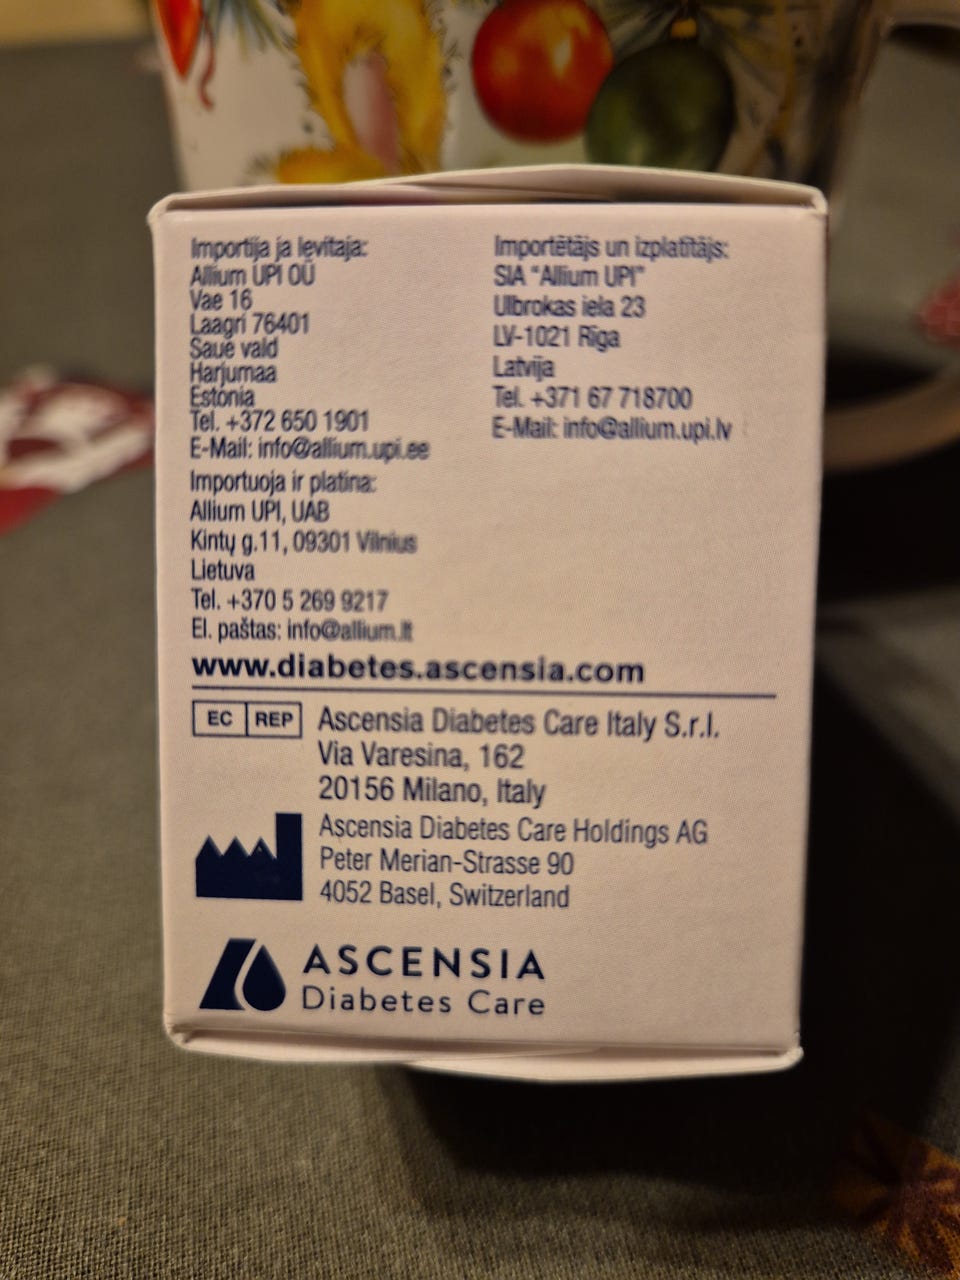 Importija ja levitaja:
Allium UPI OÜ
Vae 16
Laagri 76401
Saue vald
Harjumaa
Estonia
Tel. +372 650 1901
E-Mail: info@allium.upi.ee
Importētājs un izplatītājs:
SIA “Allium UPI”
Ulbrokas iela 23
LV-1021 Rīga
Latvija
Tel. +371 67 718700
E-Mail: info@allium.upi.lv
Importuoja ir platina:
Allium UPI, UAB
Kintų g.11, 09301 Vilnius
Lietuva
Tel. +370 5 269 9217
El. paštas: info@allium.lt
www.diabetes.ascensia.com
EC REP Ascensia Diabetes Care Italy S.r.l.
Via Varesina, 162
20156 Milano, Italy
Ascensia Diabetes Care Holdings AG
Peter Merian-Strasse 90
4052 Basel, Switzerland
ASCENSIA
Diabetes Care